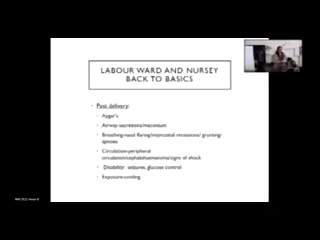 LABOUR WARD AND NURSEY
BACK TO BASICS
Post delivery:
Apgar's
Airway-secretions/meconium
Breathing-nasal flaring/intercostal recessions/ grunting/
apnoea
Circulation-peripheral
circulation/cephalohaematoma/signs of shock
Disability- seizures, glucose control
Exposure-cooling